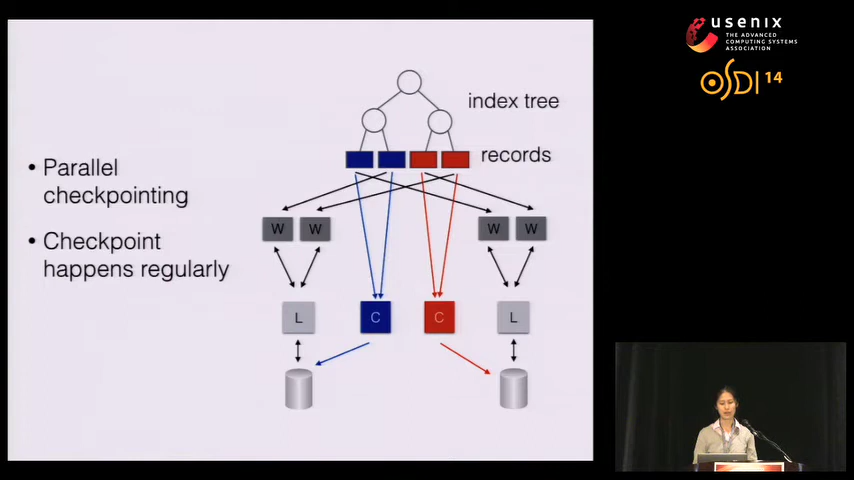 usenix
THE ADVANCED
COMPUTING SYSTEMS
ASSOCIATION
OSDI 14
index tree
records
• Parallel
checkpointing
• Checkpoint
happens regularly
W W W W
L C C L